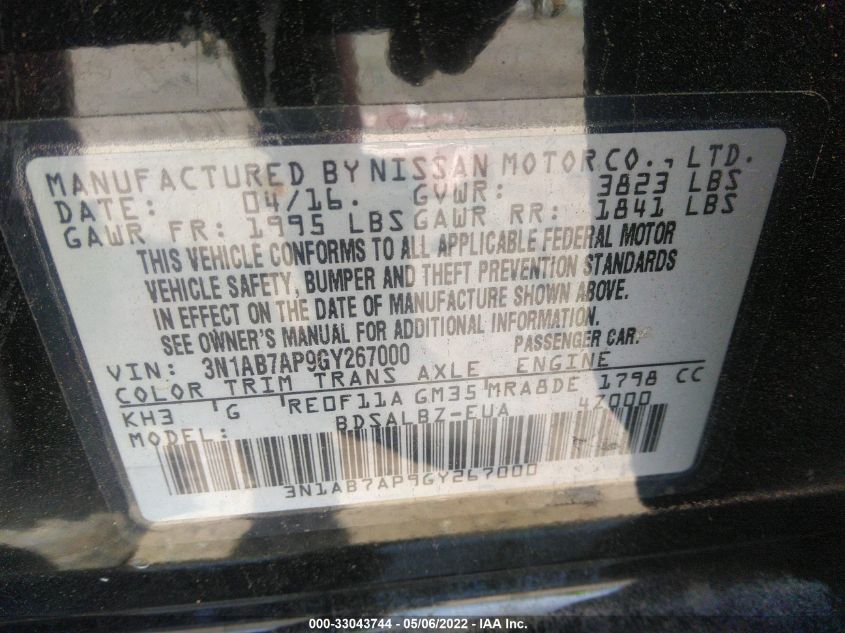 MANUFACTURED BY NISSAN MOTOR CO., LTD.
DATE: 04/16. GVWR: 3823 LBS
GAWR FR: 1995 LBS GAWR RR: 1841 LBS
THIS VEHICLE CONFORMS TO ALL APPLICABLE FEDERAL MOTOR
VEHICLE SAFETY, BUMPER AND THEFT PREVENTION STANDARDS
IN EFFECT ON THE DATE OF MANUFACTURE SHOWN ABOVE.
SEE OWNER'S MANUAL FOR ADDITIONAL INFORMATION.
VIN: 3N1AB7AP9GY267000 PASSENGER CAR.
COLOR TRIM TRANS AXLE ENGINE
KH3 G RE0F11A GM35 MRA8DE 1798 CC
MODEL: BDSALBZ-EUA 4Z000
3N1AB7AP9GY267000
000-33043744 - 05/06/2022 - IAA Inc.